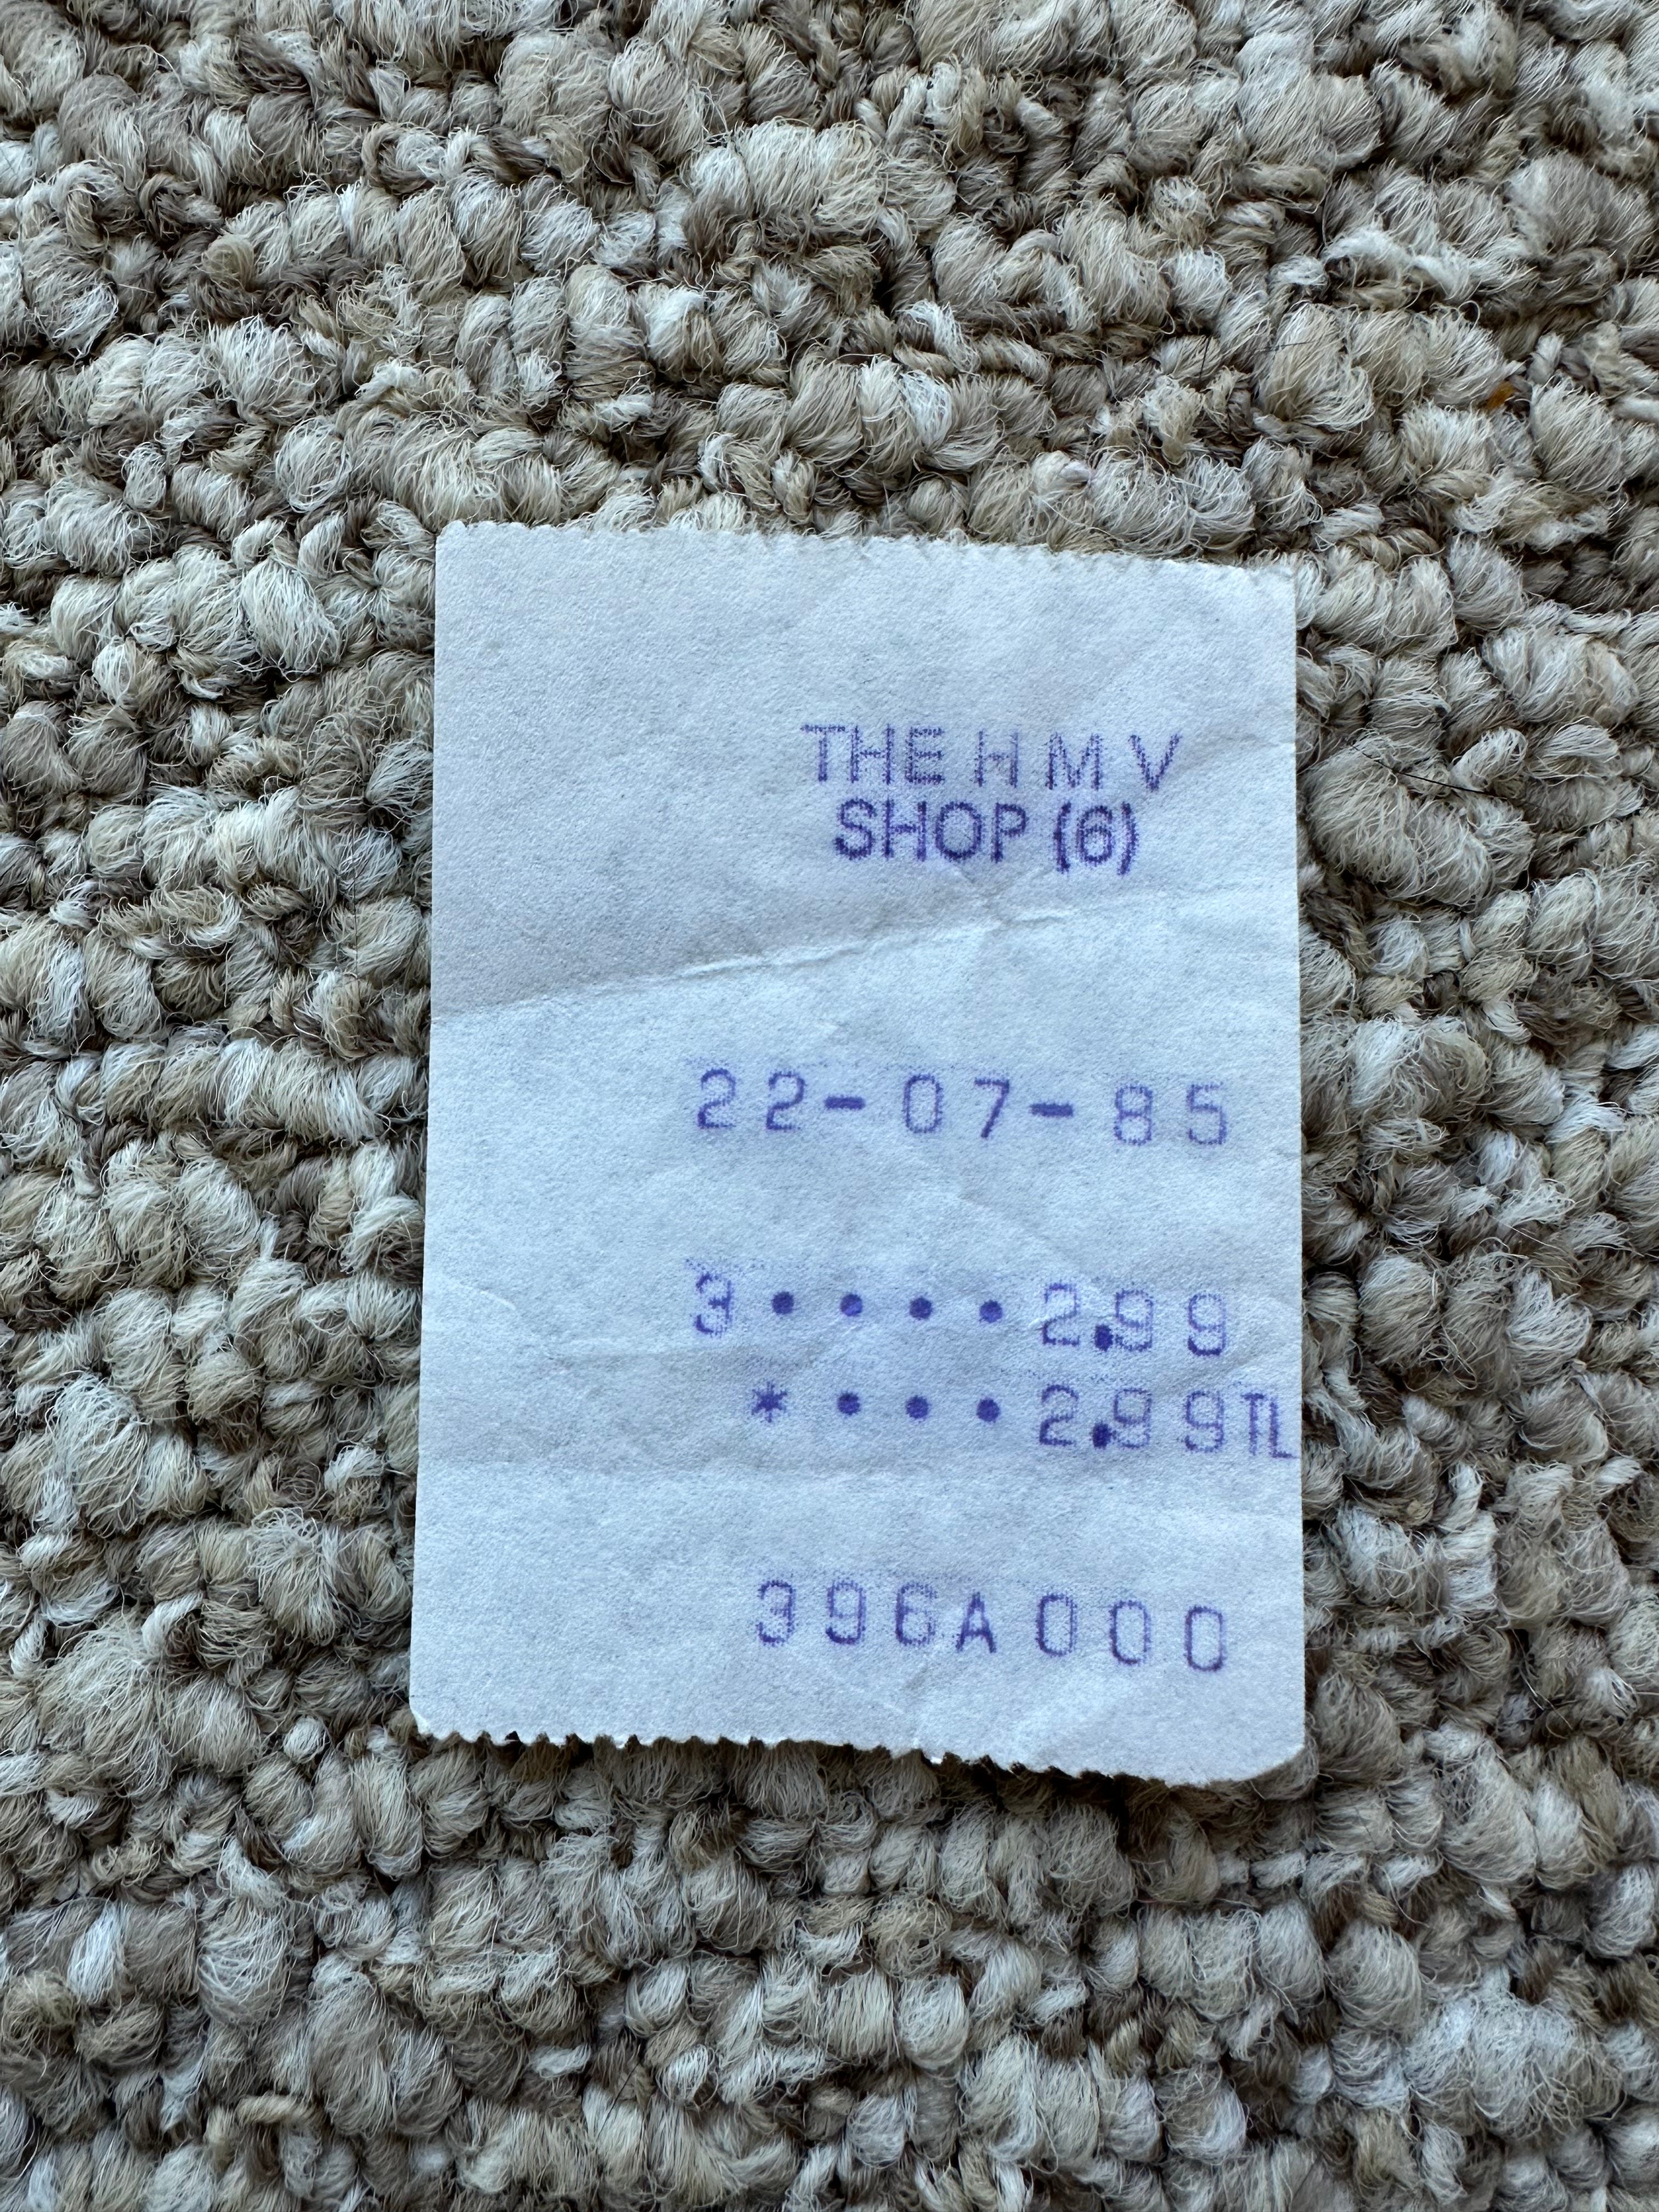 THE H M V
SHOP (6)
22-07-85
3••••2.99
*•••2.99TL
396A000